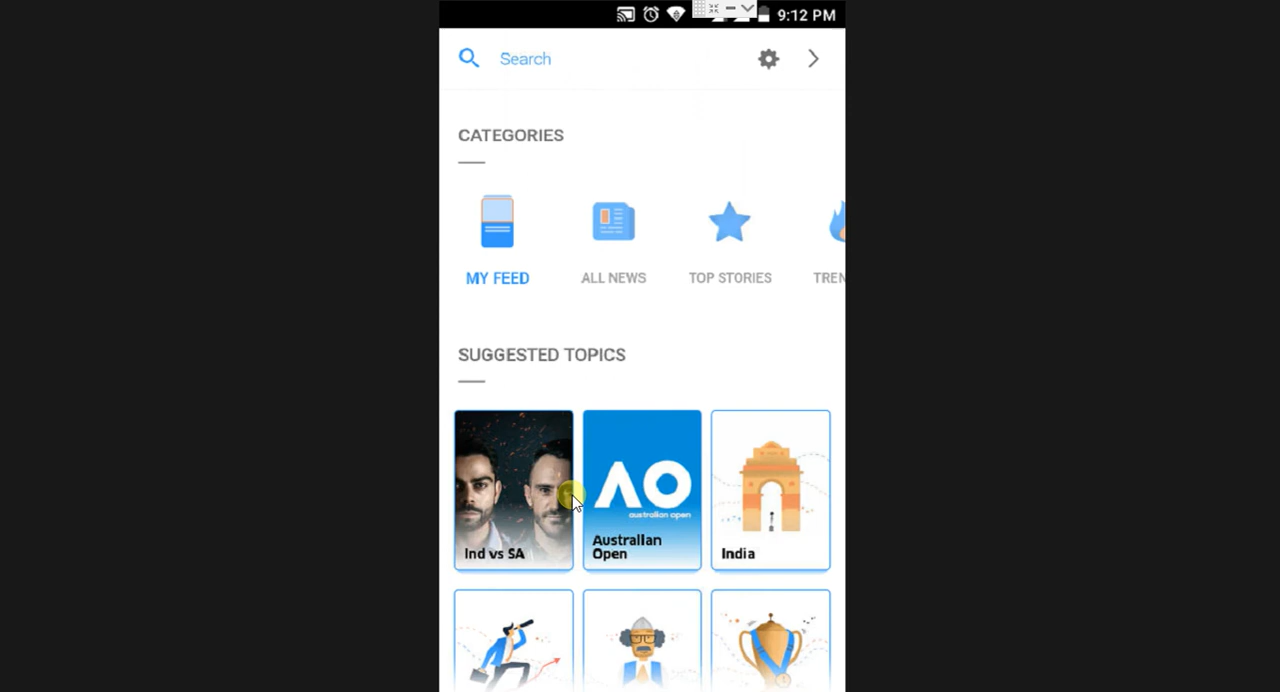 9:12 PM
Search
CATEGORIES
MY FEED
ALL NEWS
TOP STORIES
TREN
SUGGESTED TOPICS
AO
australian open
Ind vs SA
Australian
Open
India